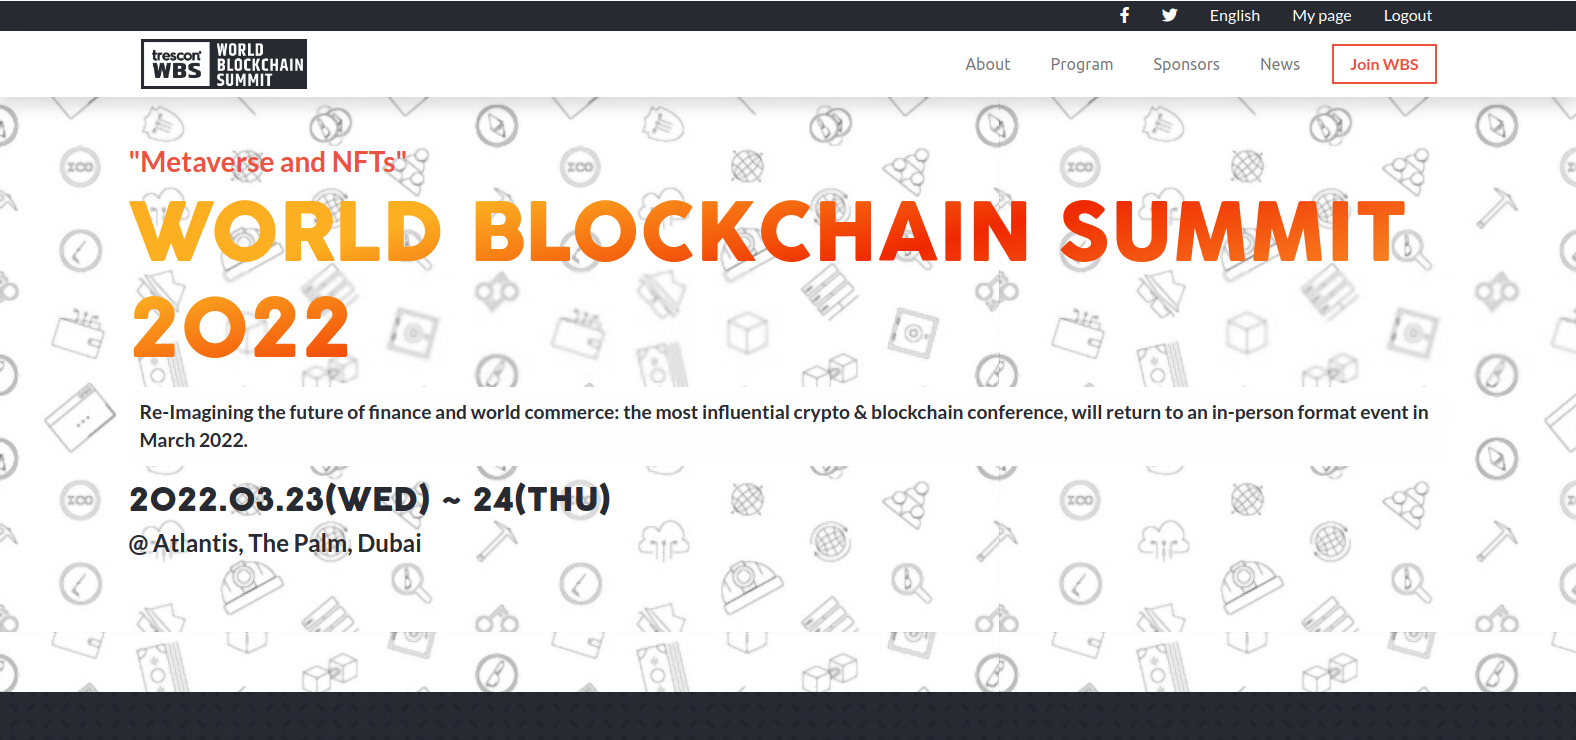 English My page Logout
trescon WBS WORLD BLOCKCHAIN SUMMIT
About Program Sponsors News Join WBS
"Metaverse and NFTs"
WORLD BLOCKCHAIN SUMMIT
2022
Re-Imagining the future of finance and world commerce: the most influential crypto & blockchain conference, will return to an in-person format event in
March 2022.
2022.03.23(WED) ~ 24(THU)
@ Atlantis, The Palm, Dubai